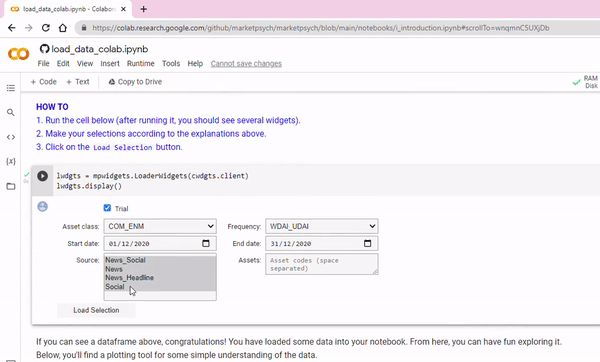 load_data_colab.ipynb - Colabor
https://colab.research.google.com/github/marketpsych/marketpsych/blob/main/notebooks/i_introduction.ipynb#scrollTo=wnqmnC5UXjDb
CO
load_data_colab.ipynb
File Edit View Insert Runtime Tools Help Cannot save changes
+ Code + Text Copy to Drive
RAM
Disk
HOW TO
1. Run the cell below (after running it, you should see several widgets).
2. Make your selections according to the explanations above.
3. Click on the Load Selection button.
{x}
lwdgts = mpwidgets.LoaderWidgets(cwdgts.client)
lwdgts.display()
Trial
Asset class: COM_ENM Frequency: WDAI_UDAI
Start date: 01/12/2020 End date: 31/12/2020
Source: News_Social Assets: Asset codes (space
News separated)
News_Headline
Social
Load Selection
If you can see a dataframe above, congratulations! You have loaded some data into your notebook. From here, you can have fun exploring it.
Below, you'll find a plotting tool for some simple understanding of the data.